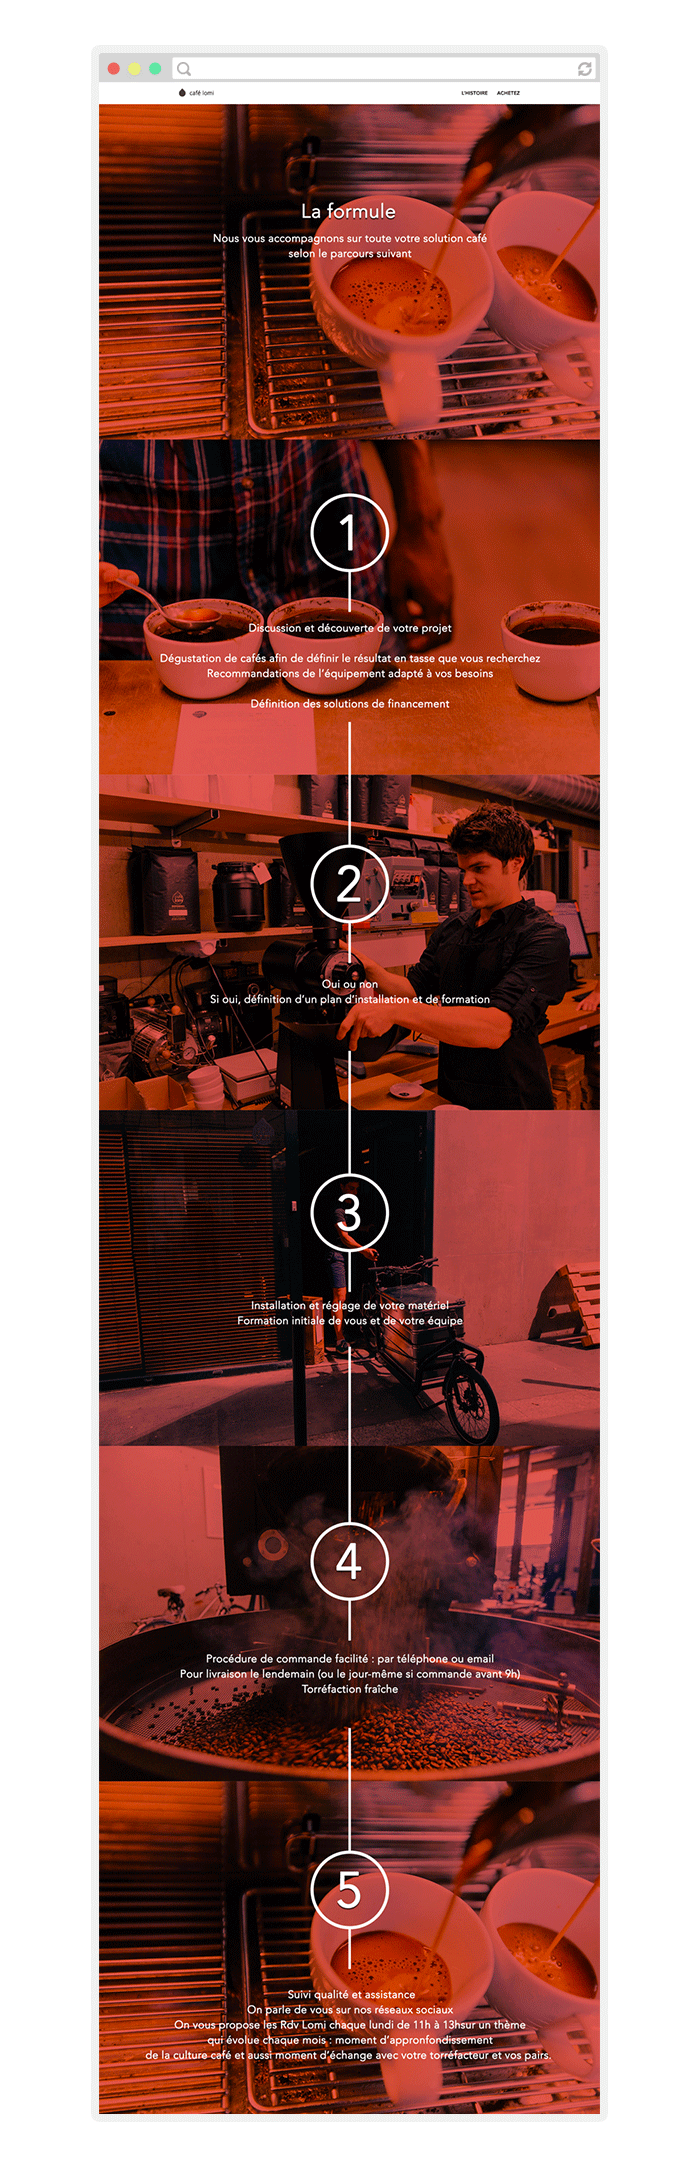 café lomi
L'HISTOIRE ACHETEZ
La formule
Nous vous accompagnons sur toute votre solution café
selon le parcours suivant
1
Discussion et découverte de votre projet
Dégustation de cafés afin de définir le résultat en tasse que vous recherchez
Recommandations de l'équipement adapté à vos besoins
Définition des solutions de financement
2
Oui ou non
Si oui, définition d'un plan d'installation et de formation
3
Installation et réglage de votre matériel
Formation initiale de vous et de votre équipe
4
Procédure de commande facilité : par téléphone ou email
Pour livraison le lendemain (ou le jour-même si commande avant 9h)
Torréfaction fraîche
5
Suivi qualité et assistance
On parle de vous sur nos réseaux sociaux
On vous propose les Rdv Lomi chaque lundi de 11h à 13hsur un thème
qui évolue chaque mois : moment d'appronfondissement
de la culture café et aussi moment d'échange avec votre torréfacteur et vos pairs.